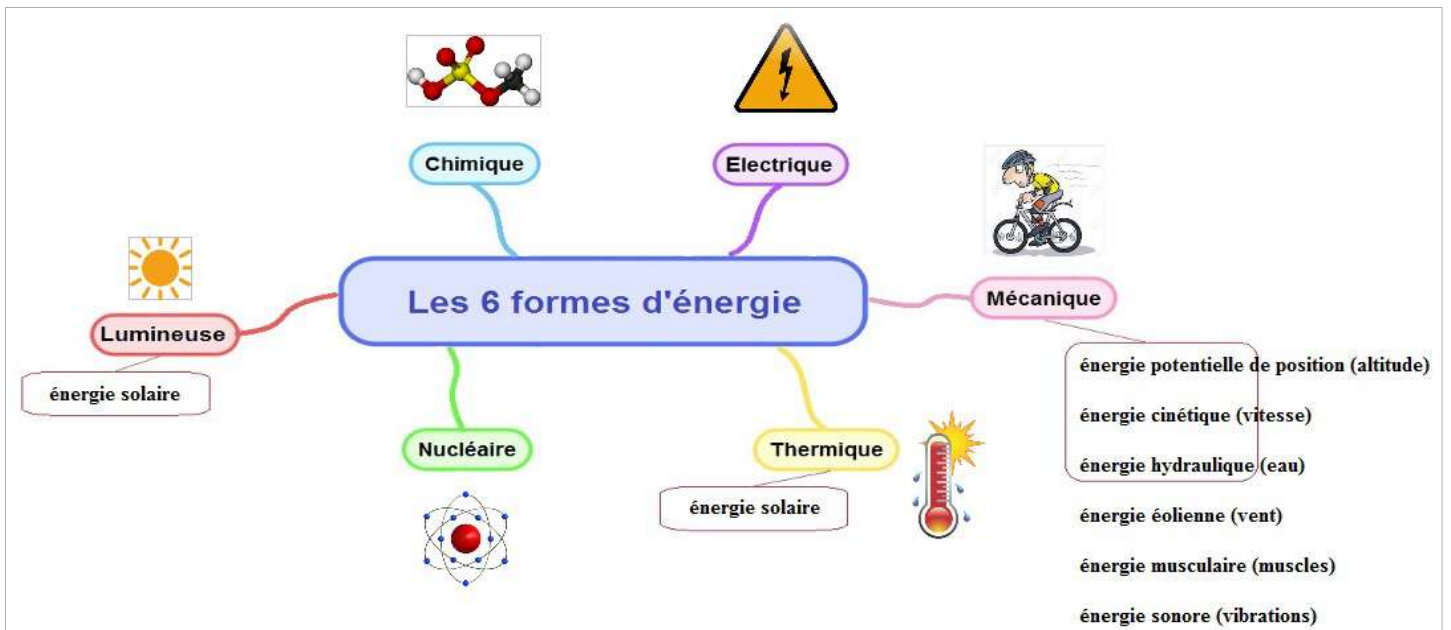 Chimique
Electrique
Les 6 formes d'énergie
Mécanique
énergie potentielle de position (altitude)
énergie cinétique (vitesse)
énergie hydraulique (eau)
énergie éolienne (vent)
énergie musculaire (muscles)
énergie sonore (vibrations)
Lumineuse
énergie solaire
Nucléaire
Thermique
énergie solaire